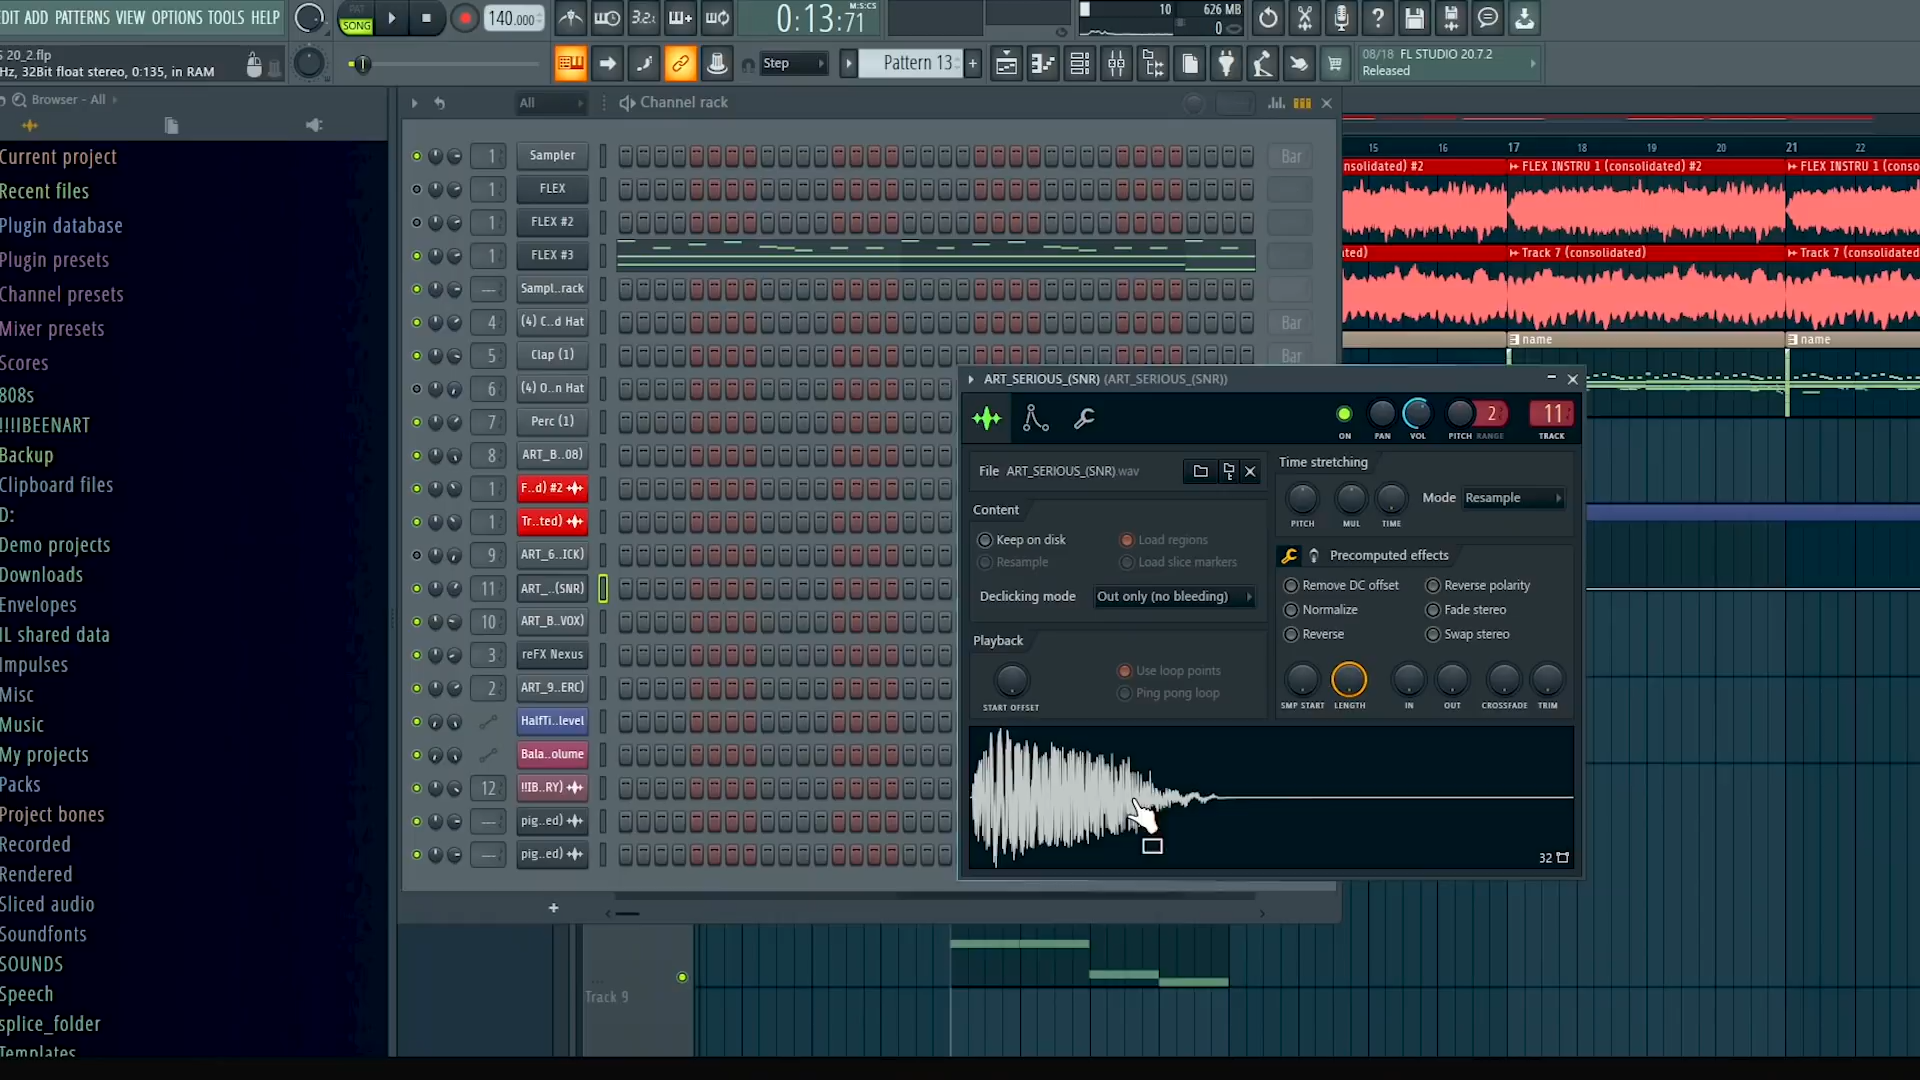 EDIT ADD PATTERNS VIEW OPTIONS TOOLS HELP
PAT
SONG
140.000
3.2.
0:13:71
M:S:CS
10
626 MB
0
S 20_2.flp
Hz, 32Bit float stereo, 0:135, in RAM
Step
Pattern 13
+
08/18 FL STUDIO 20.7.2
Released
Browser - All
Current project
Recent files
Plugin database
Plugin presets
Channel presets
Mixer presets
Scores
808s
!!!!IBEENART
Backup
Clipboard files
D:
Demo projects
Downloads
Envelopes
IL shared data
Impulses
Misc
Music
My projects
Packs
Project bones
Recorded
Rendered
Sliced audio
Soundfonts
SOUNDS
Speech
splice_folder
Templates
All
Channel rack
1 Sampler Bar
1 FLEX
1 FLEX #2
1 FLEX #3
--- Sampl..rack
4 (4) C..d Hat Bar
5 Clap (1) Bar
6 (4) O..n Hat
7 Perc (1)
8 ART_B..08)
1 F..d) #2
1 Tr..ted)
9 ART_6..ICK)
11 ART_..(SNR)
10 ART_B..VOX)
3 reFX Nexus
2 ART_9..ERC)
HalfTi..level
Bala..olume
12 !!IB..RY)
--- pig..ed)
--- pig..ed)
+
15 16 17 18 19 20 21 22
nsolidated) #2
FLEX INSTRU 1 (consolidated) #2
FLEX INSTRU 1 (conso
ated)
Track 7 (consolidated)
Track 7 (consolidated)
name
name
ART_SERIOUS_(SNR) (ART_SERIOUS_(SNR))
2
11
ON PAN VOL PITCH RANGE TRACK
File ART_SERIOUS_(SNR).wav
Content
Keep on disk
Load regions
Resample
Load slice markers
Declicking mode
Out only (no bleeding)
Playback
START OFFSET
Use loop points
Ping pong loop
Time stretching
PITCH MUL TIME
Mode Resample
Precomputed effects
Remove DC offset
Reverse polarity
Normalize
Fade stereo
Reverse
Swap stereo
SMP START LENGTH IN OUT CROSSFADE TRIM
32
Track 9